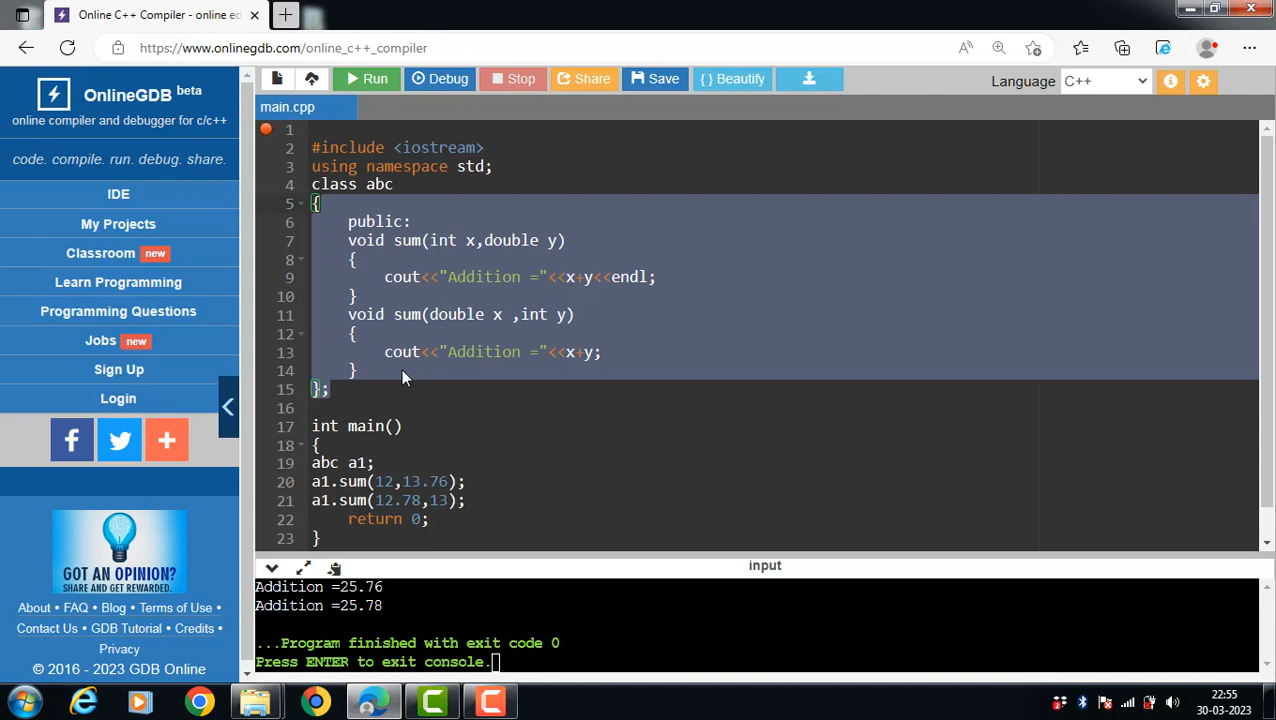 Online C++ Compiler - online ed
https://www.onlinegdb.com/online_c++_compiler
OnlineGDB beta
online compiler and debugger for c/c++
code. compile. run. debug. share.
IDE
My Projects
Classroom new
Learn Programming
Programming Questions
Jobs new
Sign Up
Login
GOT AN OPINION?
SHARE AND GET REWARDED.
About • FAQ • Blog • Terms of Use •
Contact Us • GDB Tutorial • Credits •
Privacy
© 2016 - 2023 GDB Online
Run Debug Stop Share Save { } Beautify Language C++
main.cpp
1
2 #include <iostream>
3 using namespace std;
4 class abc
5 {
6 public:
7 void sum(int x,double y)
8 {
9 cout<<"Addition ="<<x+y<<endl;
10 }
11 void sum(double x ,int y)
12 {
13 cout<<"Addition ="<<x+y;
14 }
15 };
16
17 int main()
18 {
19 abc a1;
20 a1.sum(12,13.76);
21 a1.sum(12.78,13);
22 return 0;
23 }
input
Addition =25.76
Addition =25.78
...Program finished with exit code 0
Press ENTER to exit console.
22:55
30-03-2023